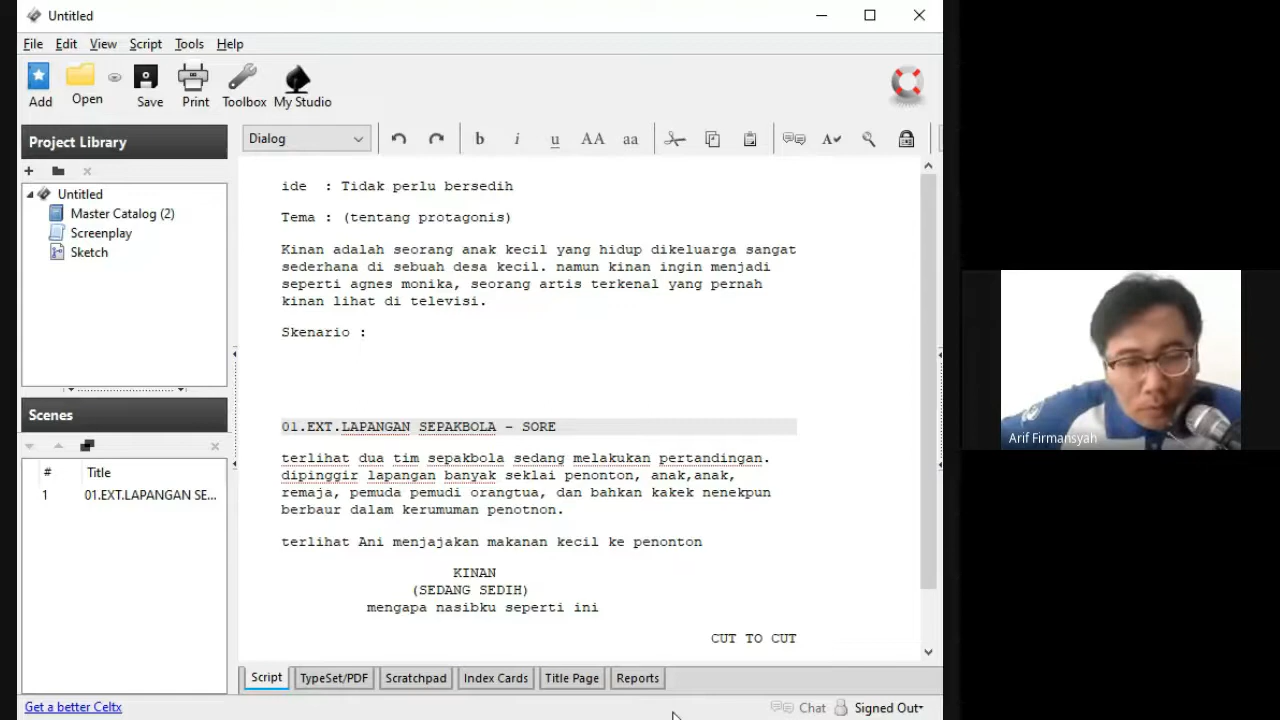 Untitled
File Edit View Script Tools Help
Add Open Save Print Toolbox My Studio
Project Library
Untitled
Master Catalog (2)
Screenplay
Sketch
Scenes
# Title
1 01.EXT.LAPANGAN SE...
Dialog b i u AA aa A
ide : Tidak perlu bersedih
Tema : (tentang protagonis)
Kinan adalah seorang anak kecil yang hidup dikeluarga sangat
sederhana di sebuah desa kecil. namun kinan ingin menjadi
seperti agnes monika, seorang artis terkenal yang pernah
kinan lihat di televisi.
Skenario :
01.EXT.LAPANGAN SEPAKBOLA - SORE
terlihat dua tim sepakbola sedang melakukan pertandingan.
dipinggir lapangan banyak seklai penonton, anak,anak,
remaja, pemuda pemudi orangtua, dan bahkan kakek nenekpun
berbaur dalam kerumuman penotnon.
terlihat Ani menjajakan makanan kecil ke penonton
KINAN
(SEDANG SEDIH)
mengapa nasibku seperti ini
CUT TO CUT
Script TypeSet/PDF Scratchpad Index Cards Title Page Reports
Get a better Celtx
Chat Signed Out
Arif Firmansyah